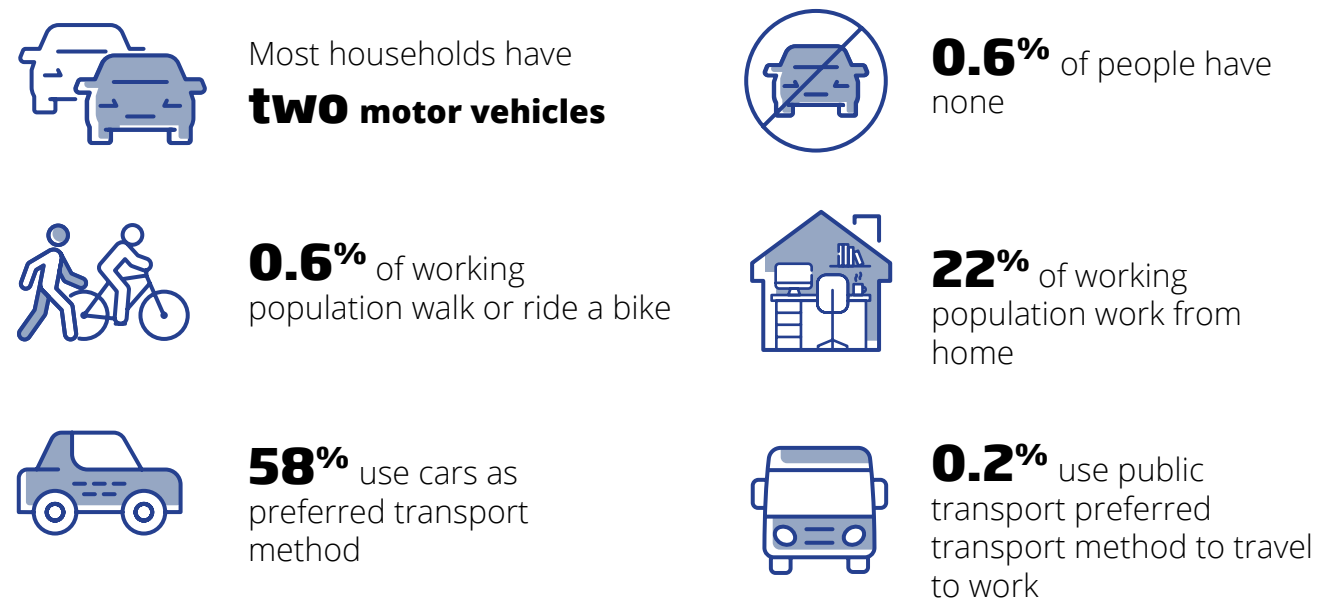 Most households have
two motor vehicles
0.6% of people have
none
0.6% of working
population walk or ride a bike
22% of working
population work from
home
58% use cars as
preferred transport
method
0.2% use public
transport preferred
transport method to travel
to work